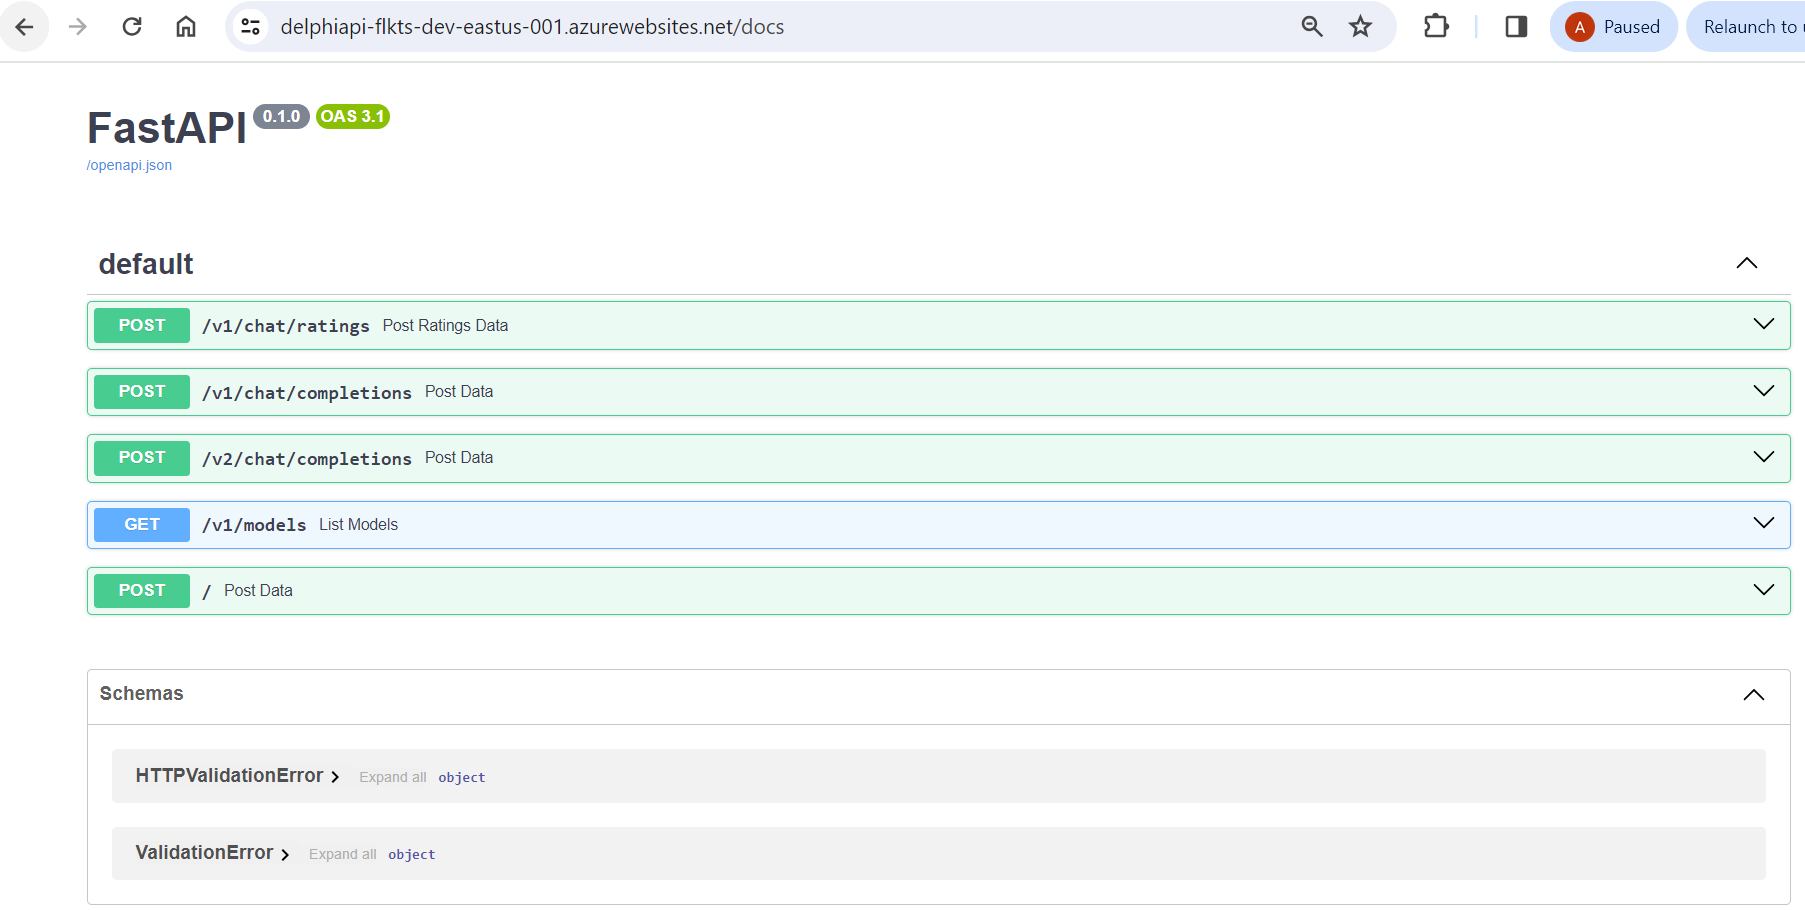 delphiapi-flkts-dev-eastus-001.azurewebsites.net/docs
A Paused
Relaunch to
FastAPI 0.1.0 OAS 3.1
/openapi.json
default
POST /v1/chat/ratings Post Ratings Data
POST /v1/chat/completions Post Data
POST /v2/chat/completions Post Data
GET /v1/models List Models
POST / Post Data
Schemas
HTTPValidationError Expand all object
ValidationError Expand all object